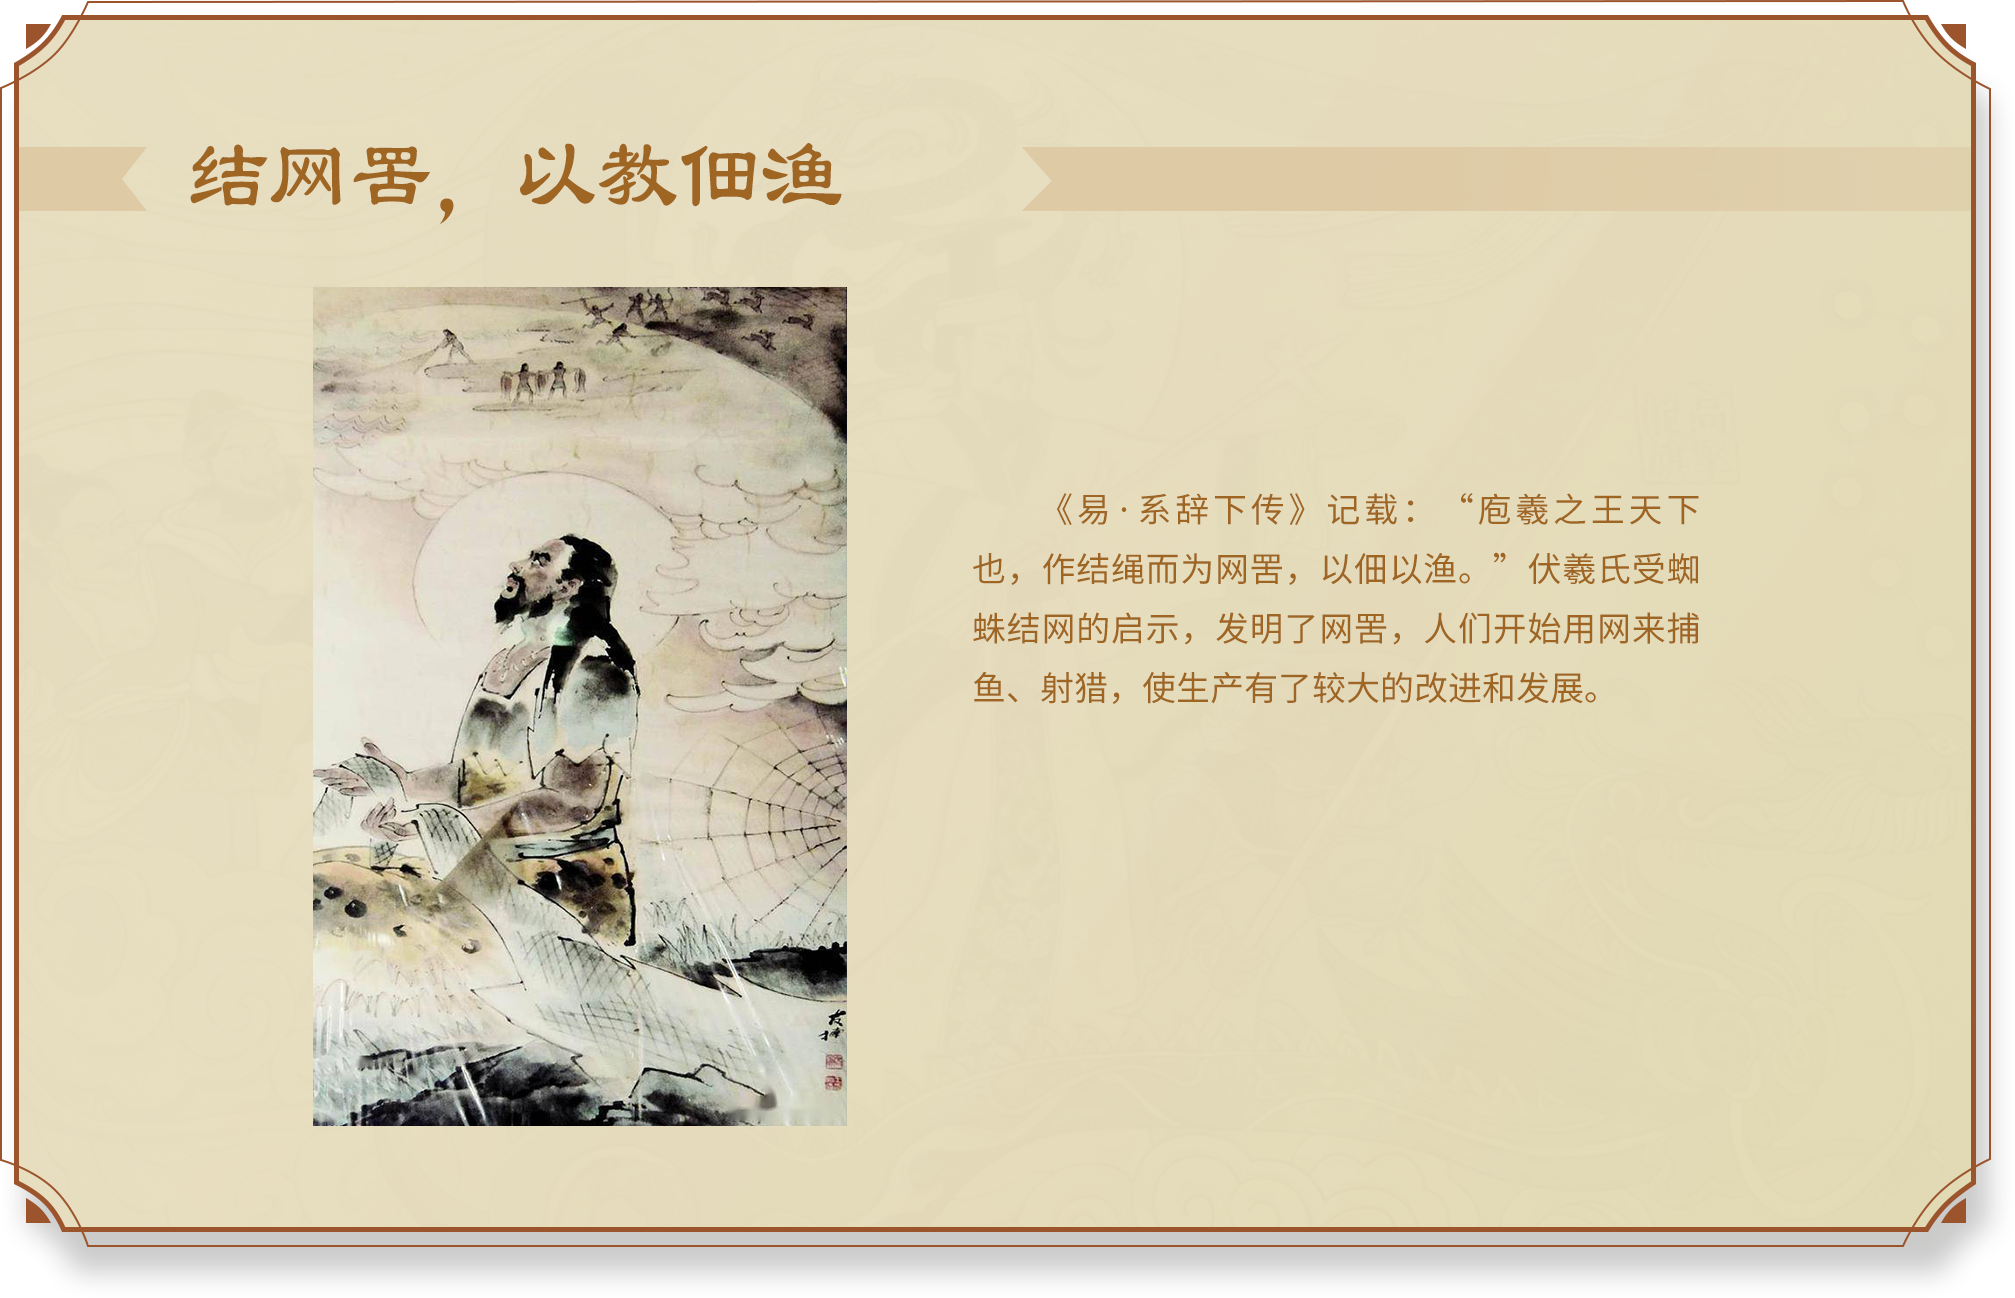 结网罟，以教佃渔
《易·系辞下传》记载：“庖羲之王天下
也，作结绳而为网罟，以佃以渔。”伏羲氏受蜘
蛛结网的启示，发明了网罟，人们开始用网来捕
鱼、射猎，使生产有了较大的改进和发展。